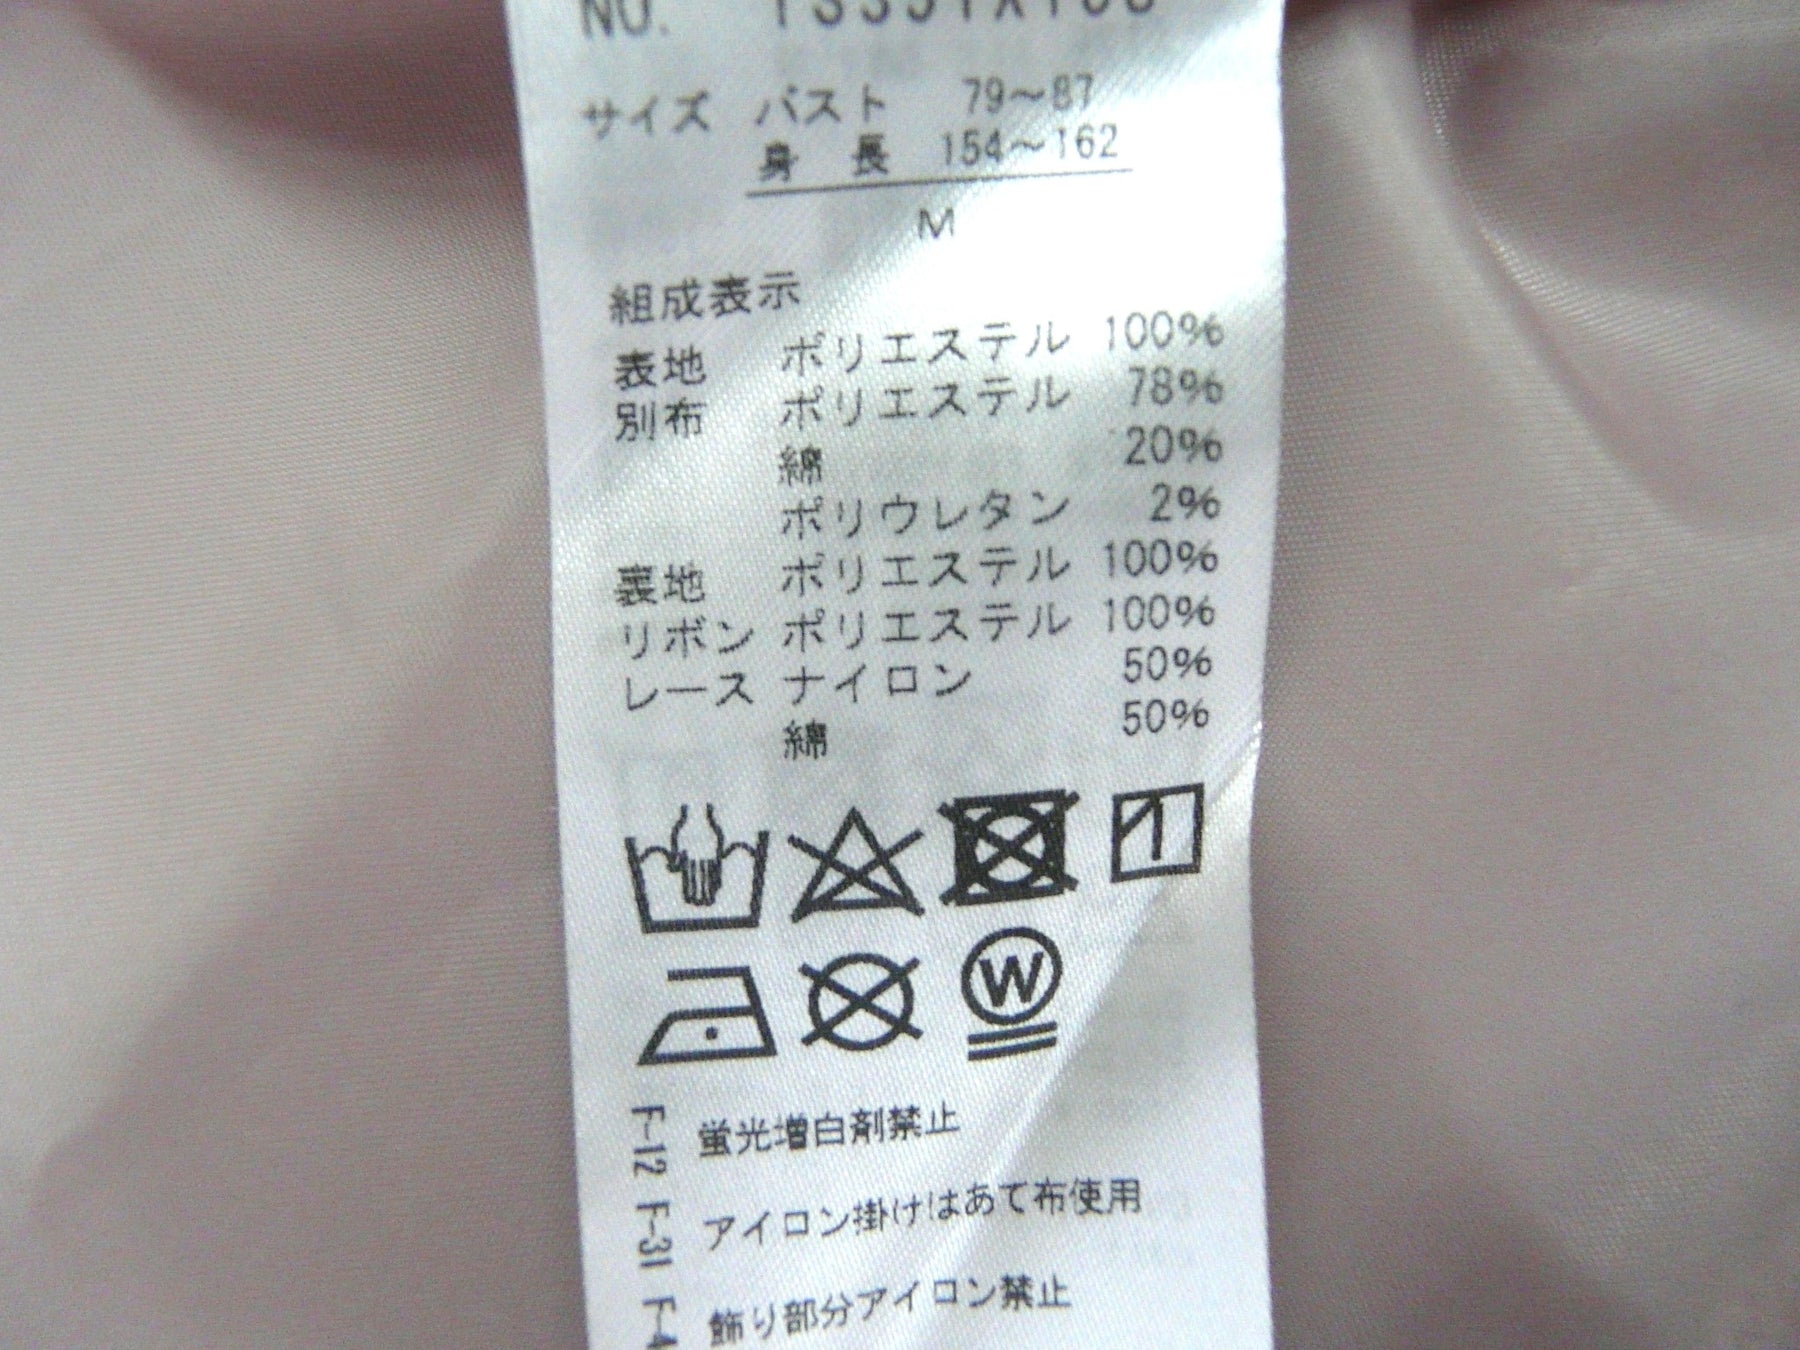 NO.
サイズ バスト 79～87
身 長 154～162
M
組成表示
表地 ポリエステル 100%
別布 ポリエステル 78%
綿 20%
ポリウレタン 2%
裏地 ポリエステル 100%
リボン ポリエステル 100%
レース ナイロン 50%
綿 50%
W
F-12 蛍光増白剤禁止
F-31 アイロン掛けはあて布使用
F-4 飾り部分アイロン禁止